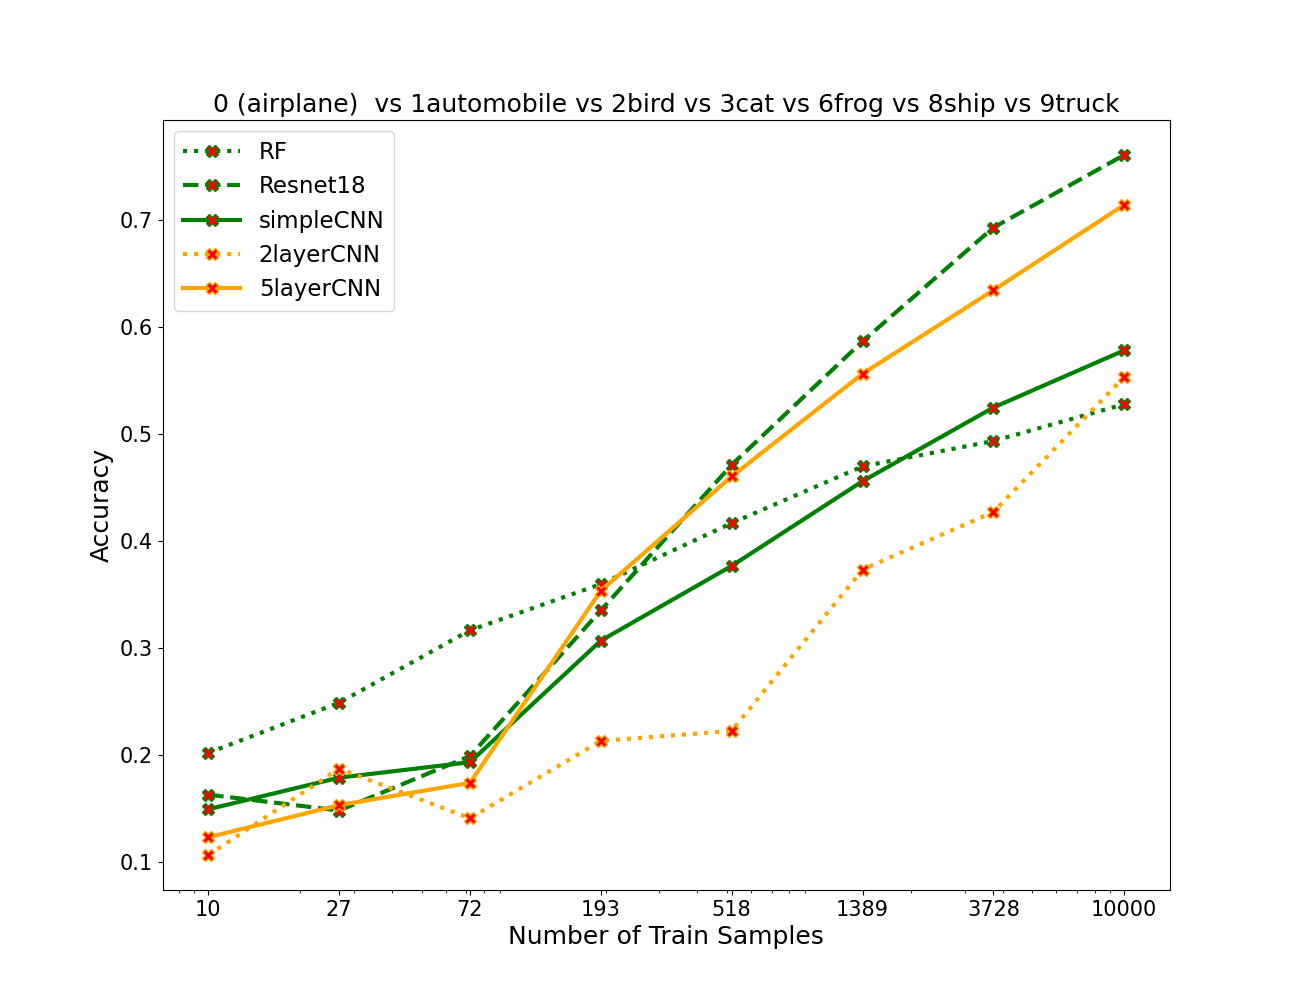 0 (airplane)  vs 1automobile vs 2bird vs 3cat vs 6frog vs 8ship vs 9truck
RF
Resnet18
simpleCNN
2layerCNN
5layerCNN
0.7
0.6
0.5
0.4
0.3
0.2
0.1
Accuracy
10 27 72 193 518 1389 3728 10000
Number of Train Samples